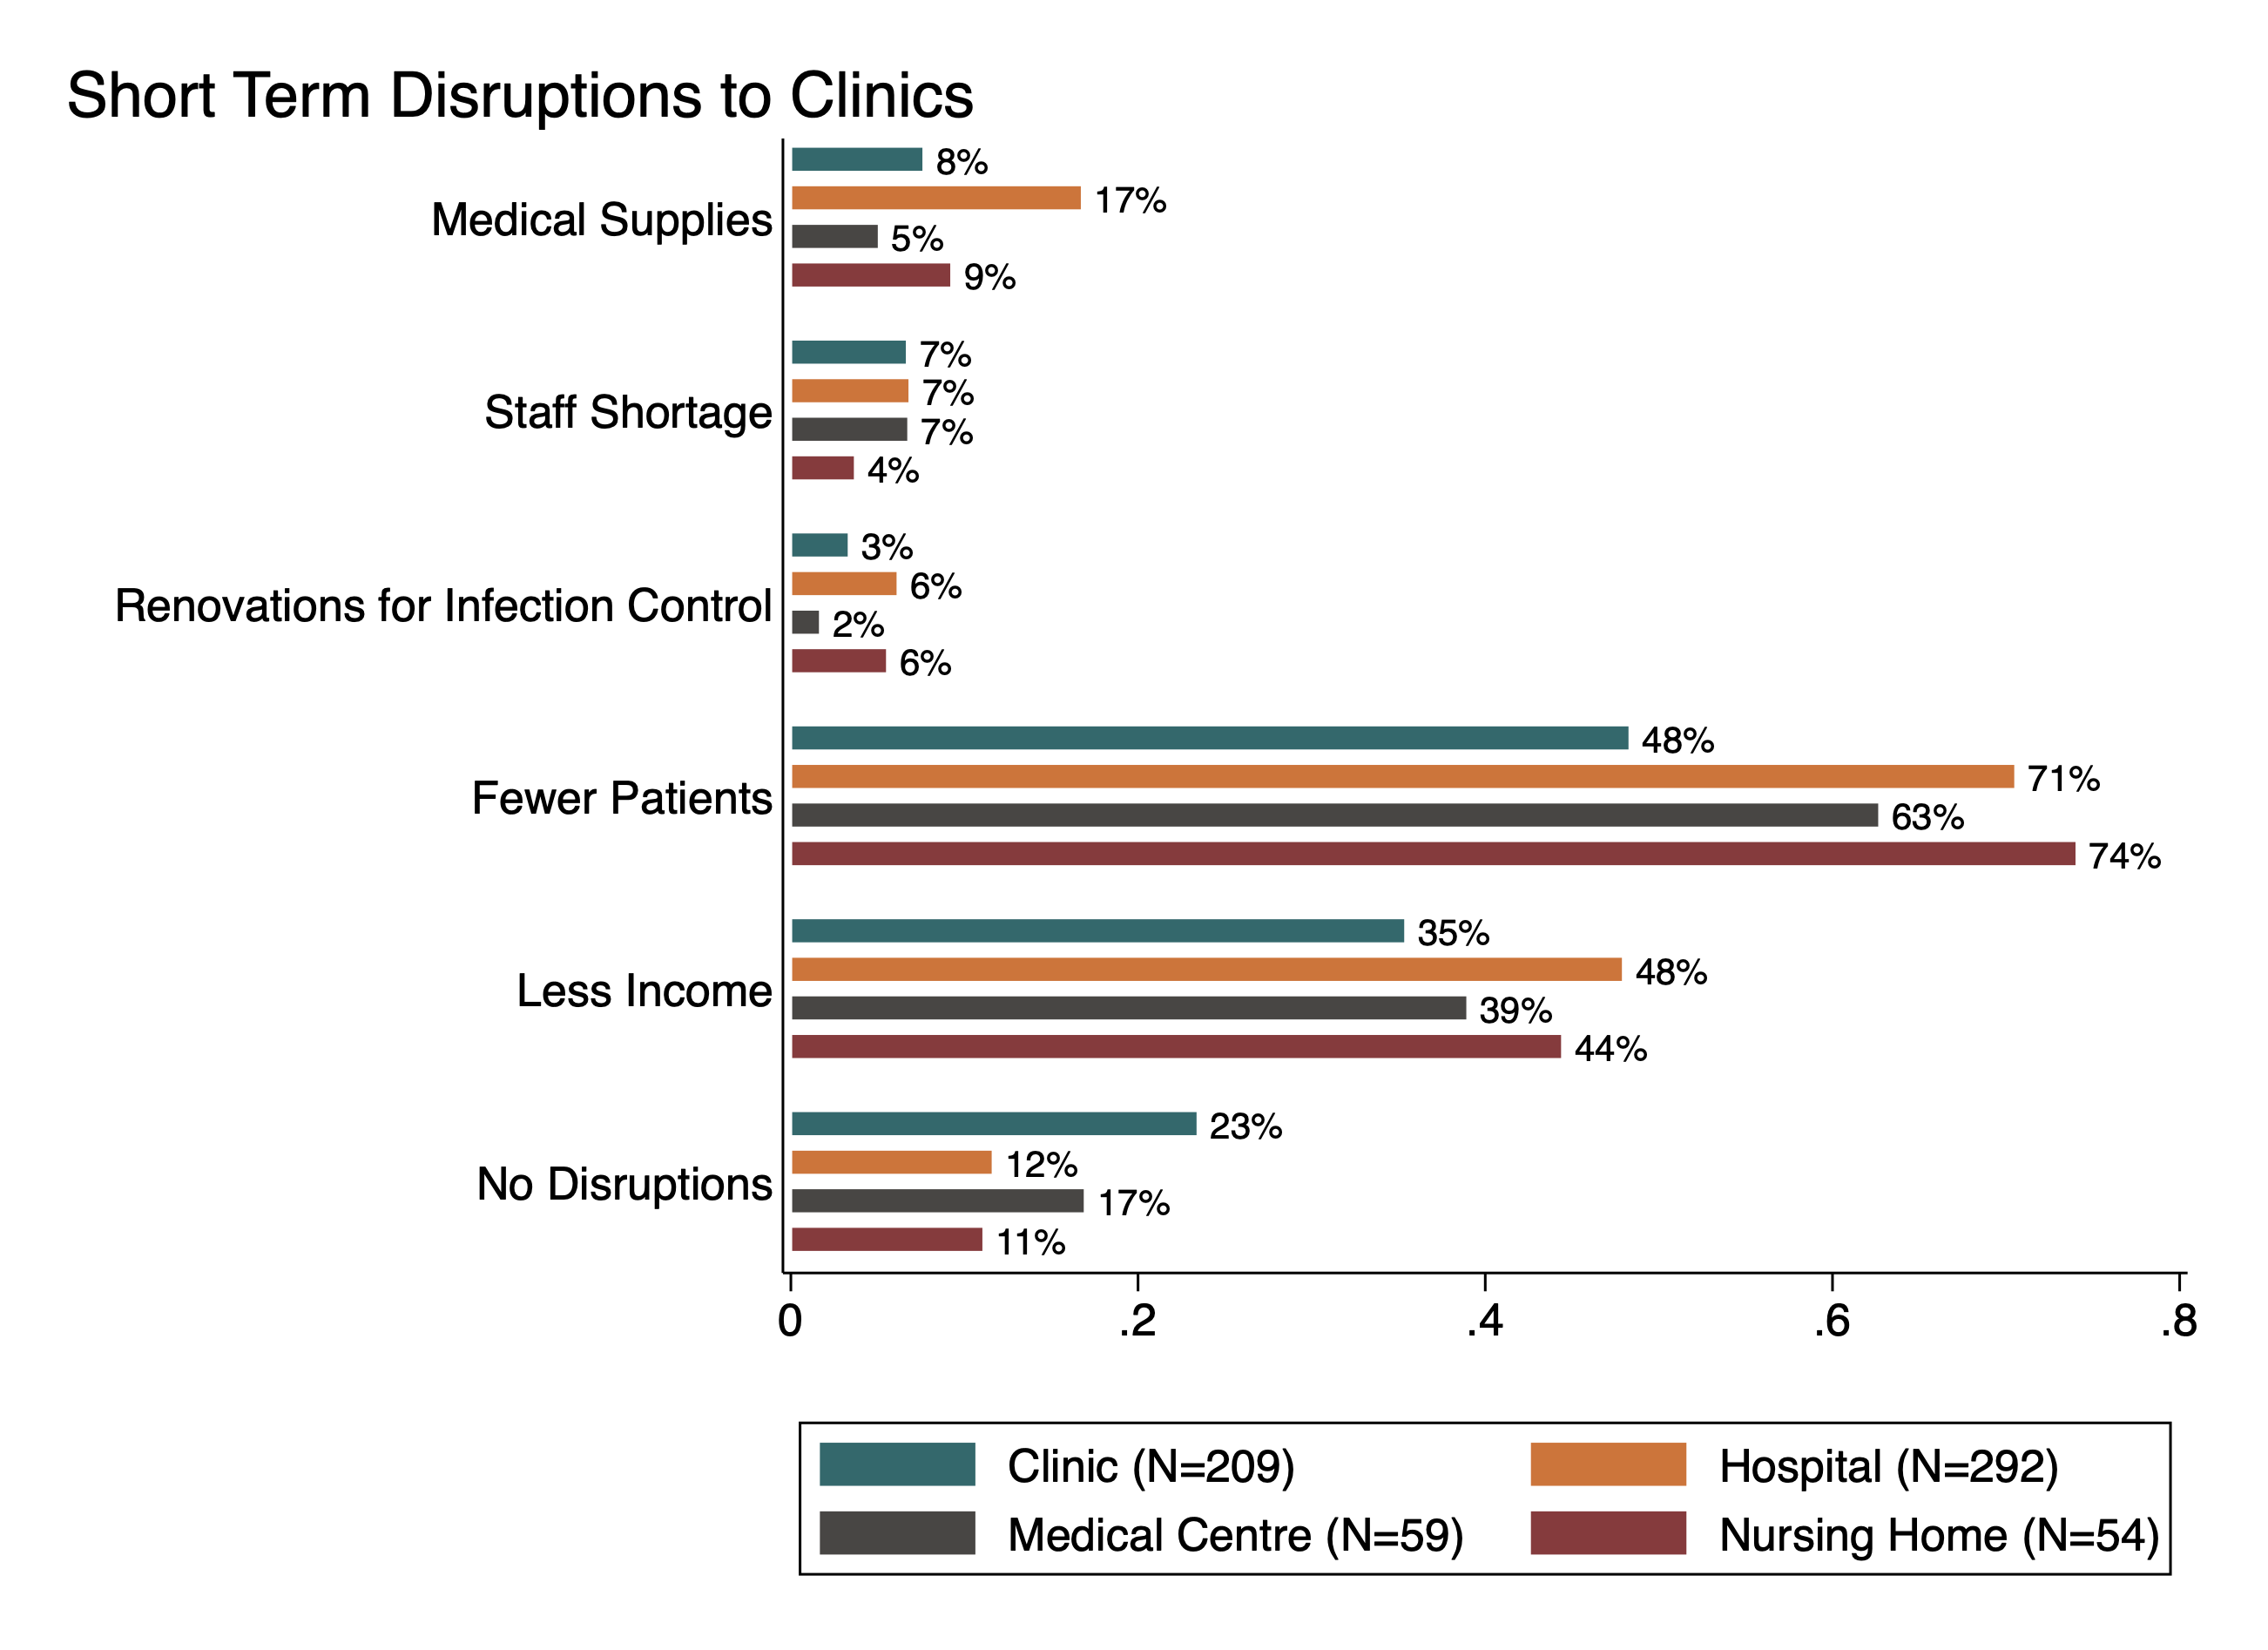 Short Term Disruptions to Clinics
Medical Supplies
8%
17%
5%
9%
Staff Shortage
7%
7%
7%
4%
Renovations for Infection Control
3%
6%
2%
6%
Fewer Patients
48%
71%
63%
74%
Less Income
35%
48%
39%
44%
No Disruptions
23%
12%
17%
11%
0 .2 .4 .6 .8
Clinic (N=209) Hospital (N=292)
Medical Centre (N=59) Nursing Home (N=54)